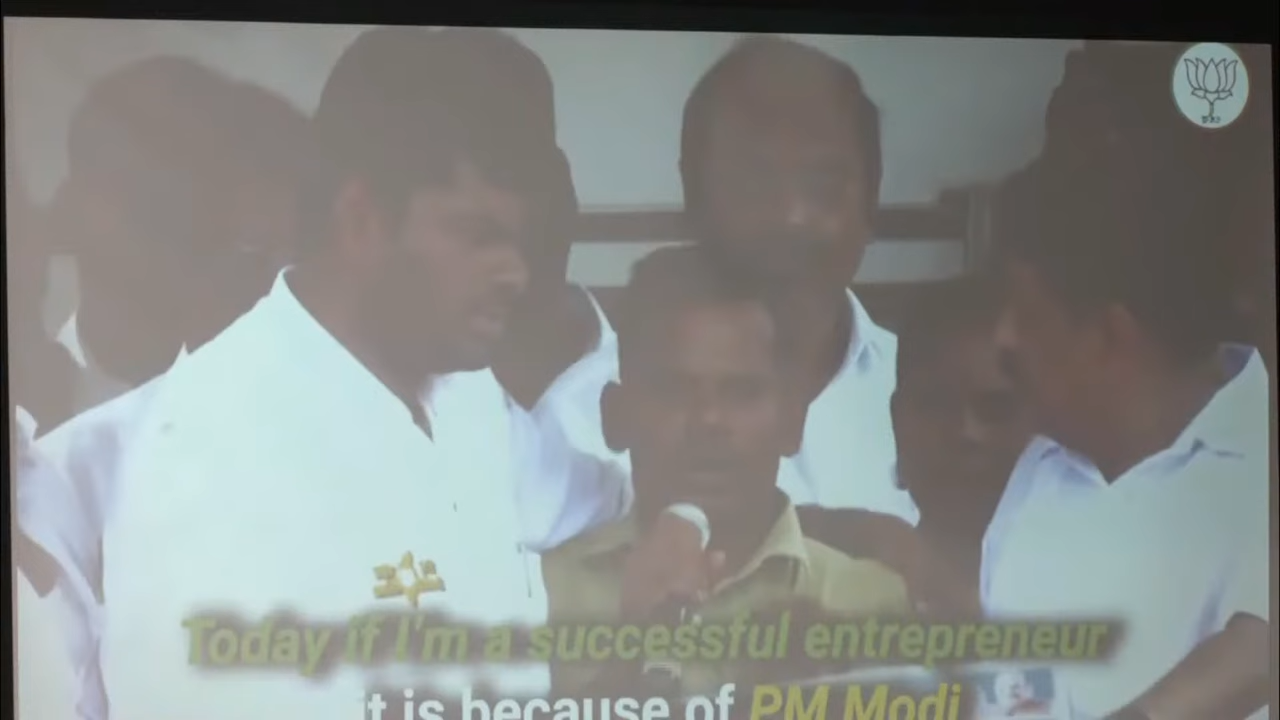 Today if I'm a successful entrepreneur
it is because of PM Modi